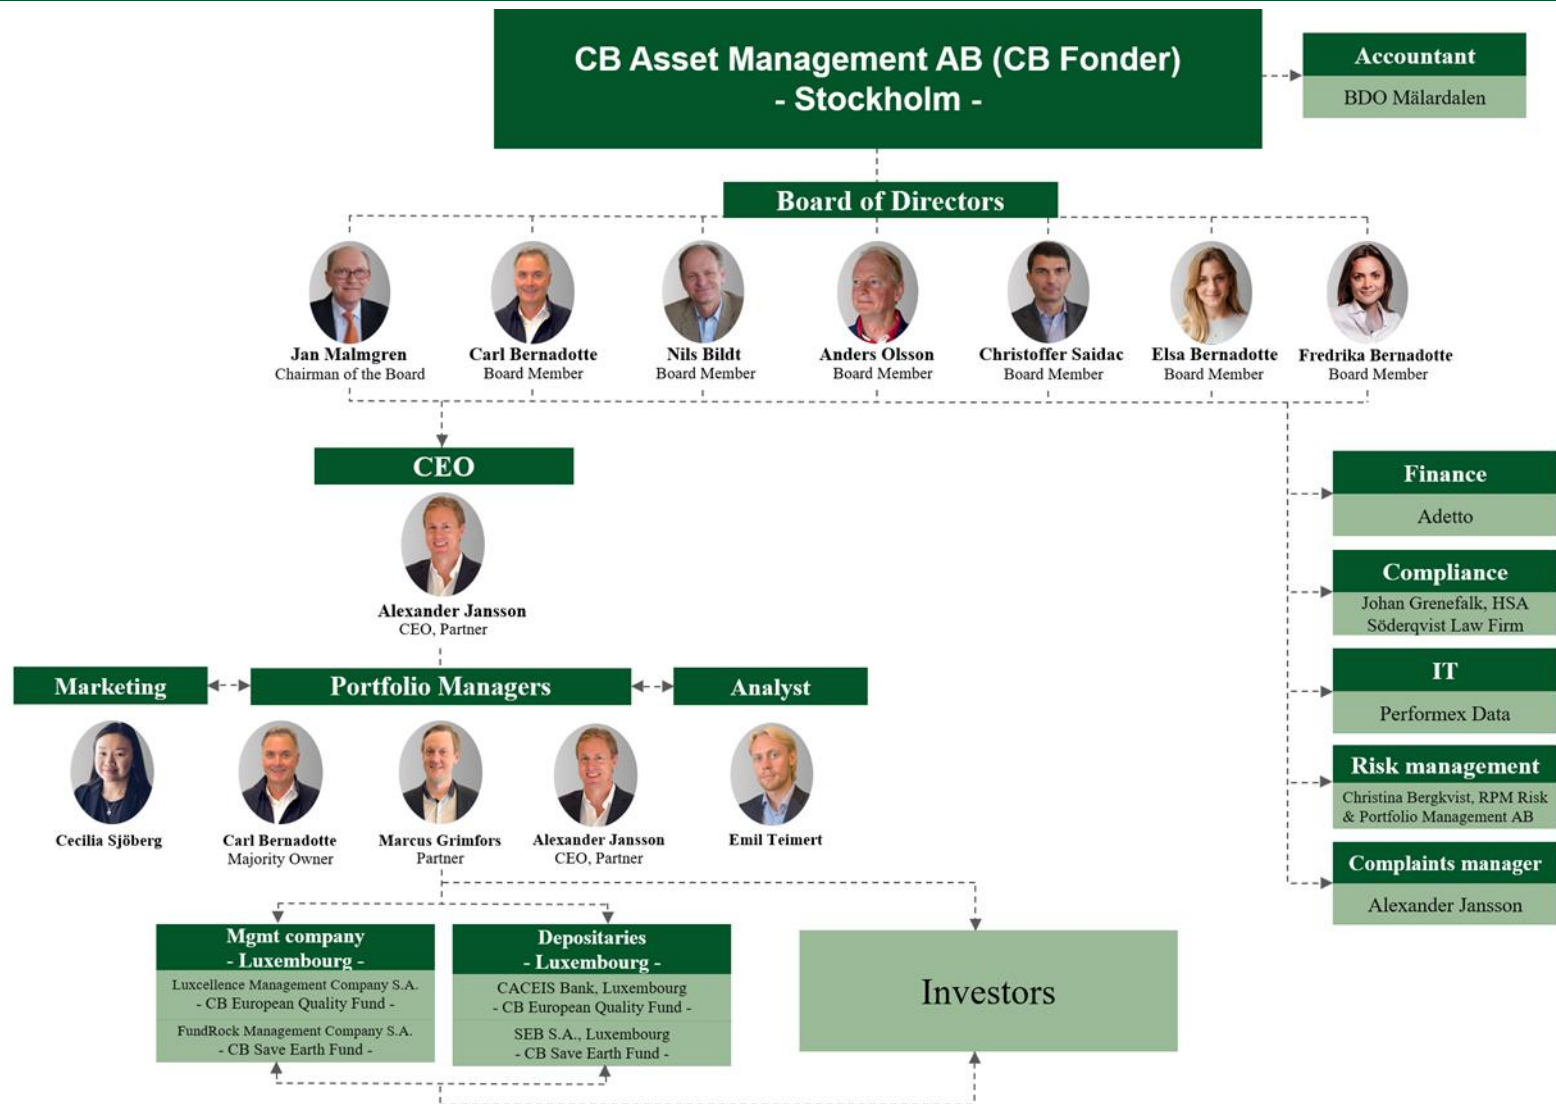 CB Asset Management AB (CB Fonder)
- Stockholm -
Accountant
BDO Mälardalen
Board of Directors
Jan Malmgren
Chairman of the Board
Carl Bernadotte
Board Member
Nils Bildt
Board Member
Anders Olsson
Board Member
Christoffer Saidac
Board Member
Elsa Bernadotte
Board Member
Fredrika Bernadotte
Board Member
CEO
Alexander Jansson
CEO, Partner
Finance
Adetto
Compliance
Johan Grenefalk, HSA
Söderqvist Law Firm
IT
Performex Data
Risk management
Christina Bergkvist, RPM Risk
& Portfolio Management AB
Complaints manager
Alexander Jansson
Marketing
Cecilia Sjöberg
Portfolio Managers
Carl Bernadotte
Majority Owner
Marcus Grimfors
Partner
Alexander Jansson
CEO, Partner
Analyst
Emil Teimert
Mgmt company
- Luxembourg -
Luxcellence Management Company S.A.
- CB European Quality Fund -
FundRock Management Company S.A.
- CB Save Earth Fund -
Depositaries
- Luxembourg -
CACEIS Bank, Luxembourg
- CB European Quality Fund -
SEB S.A., Luxembourg
- CB Save Earth Fund -
Investors